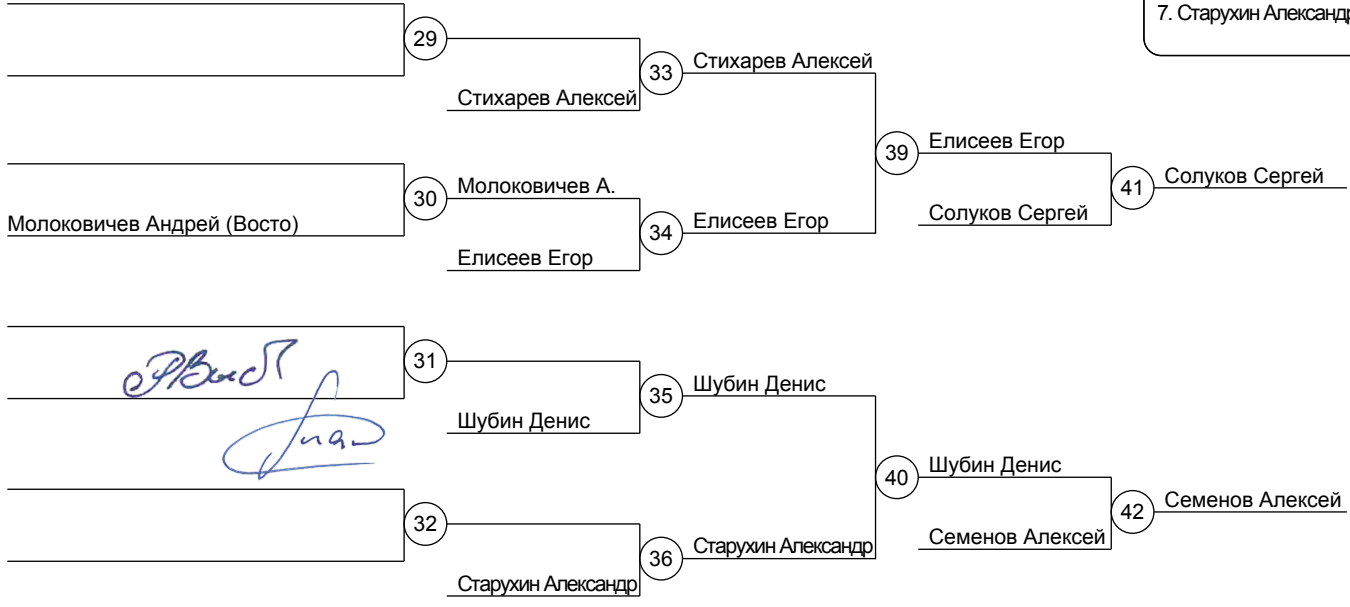 7. Старухин Александр
29
33
Стихарев Алексей
Стихарев Алексей
39
Елисеев Егор
41
Солуков Сергей
Молоковичев Андрей (Восто)
30
Молоковичев А.
34
Елисеев Егор
Солуков Сергей
Елисеев Егор
31
35
Шубин Денис
Шубин Денис
40
Шубин Денис
42
Семенов Алексей
32
36
Старухин Александр
Семенов Алексей
Старухин Александр